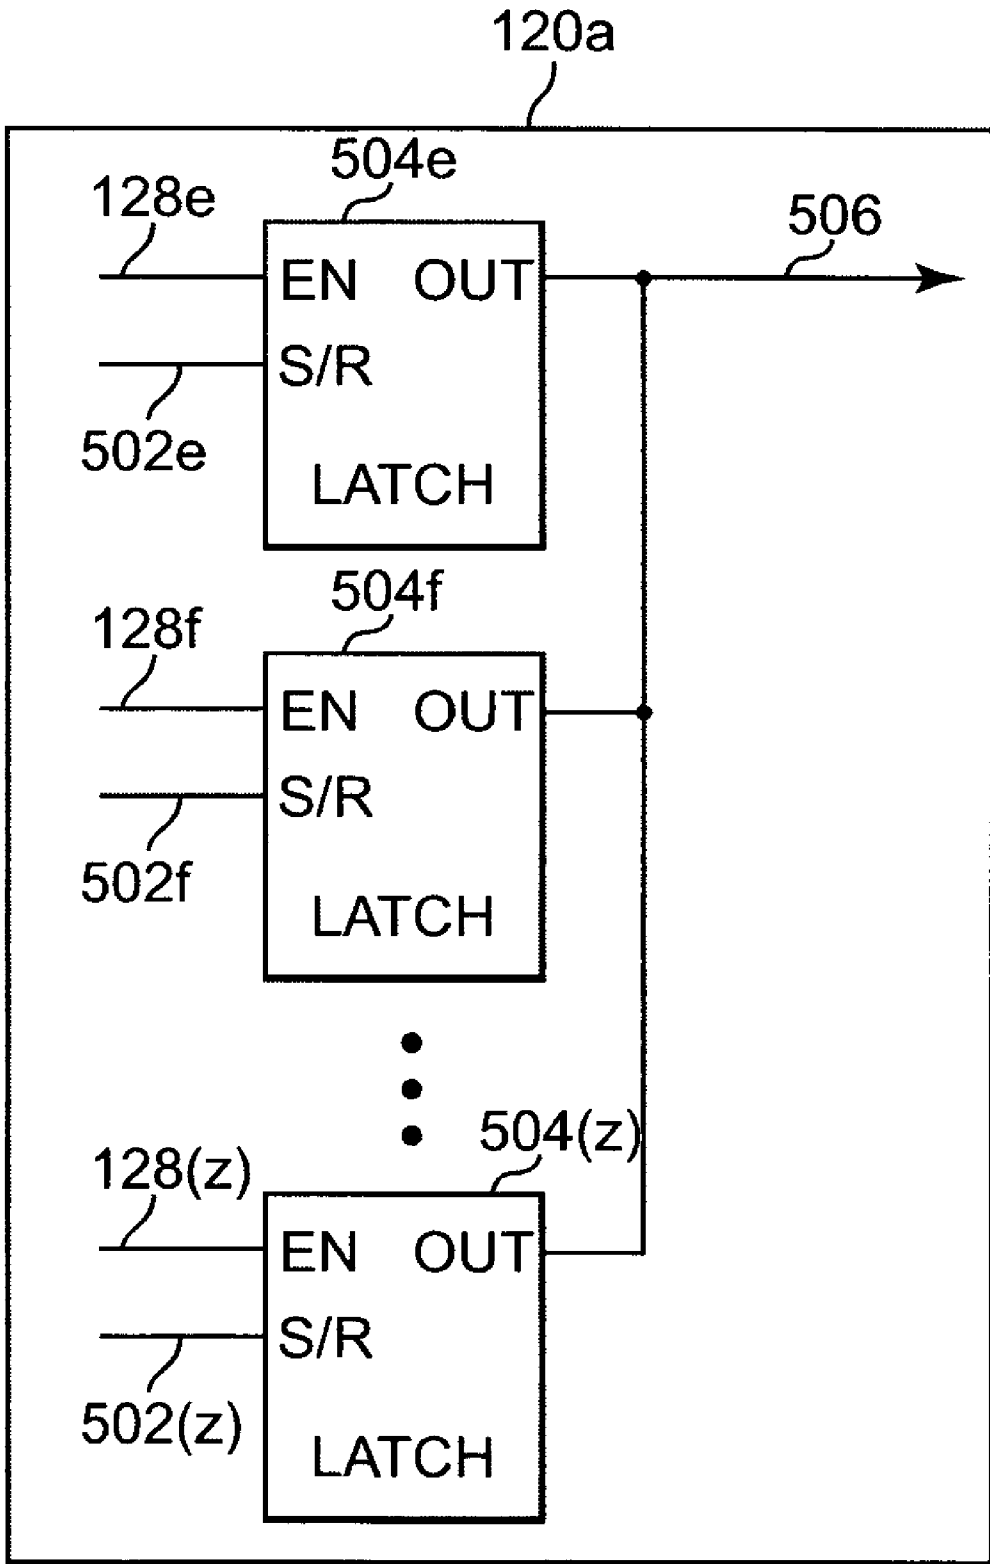 120a
504e
128e
506
EN OUT
S/R
502e
LATCH
504f
128f
EN OUT
S/R
502f
LATCH
504(z)
128(z)
EN OUT
S/R
502(z)
LATCH